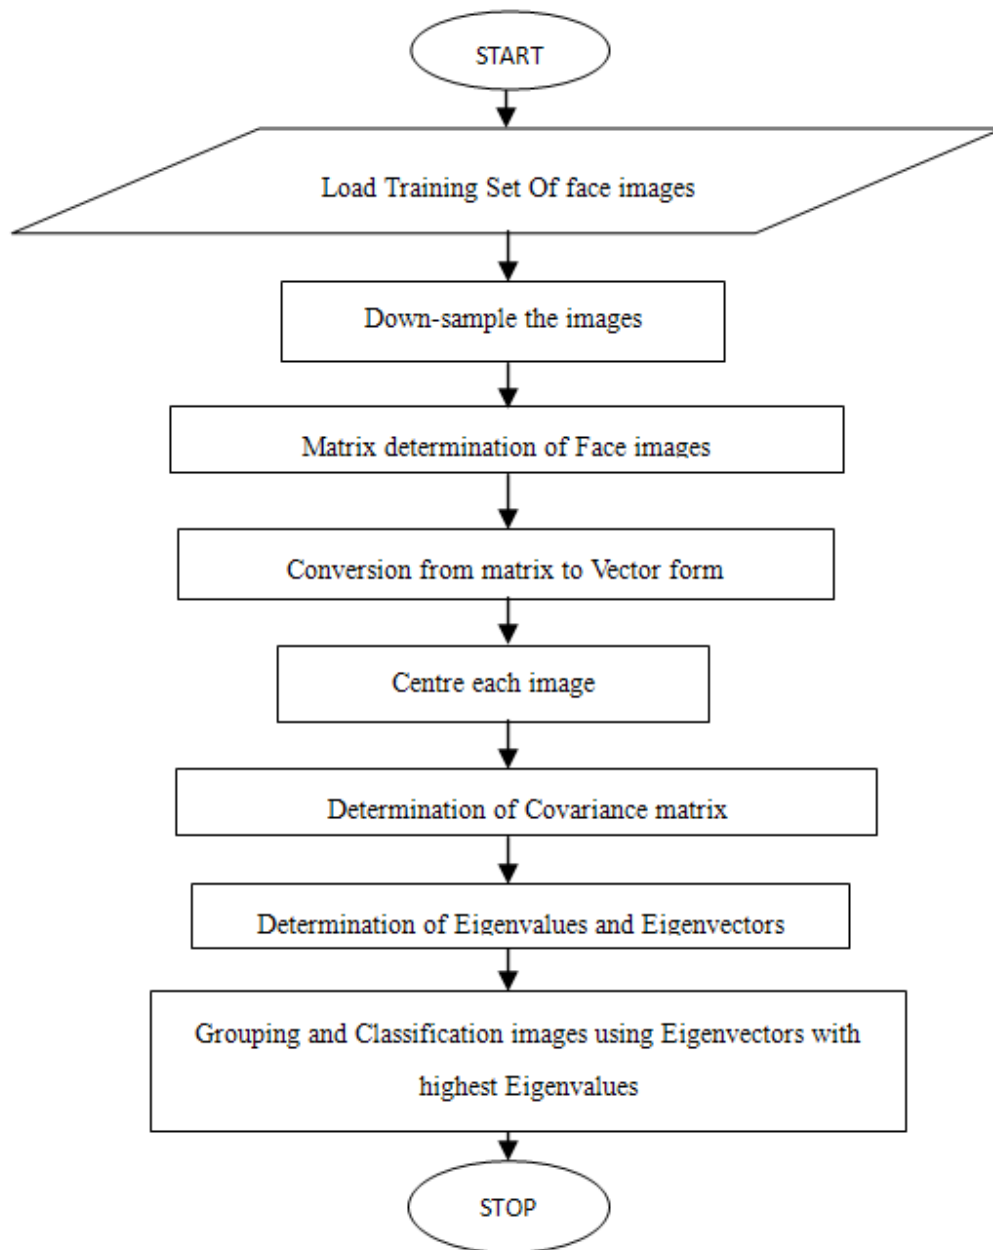 START
Load Training Set Of face images
Down-sample the images
Matrix determination of Face images
Conversion from matrix to Vector form
Centre each image
Determination of Covariance matrix
Determination of Eigenvalues and Eigenvectors
Grouping and Classification images using Eigenvectors with
highest Eigenvalues
STOP